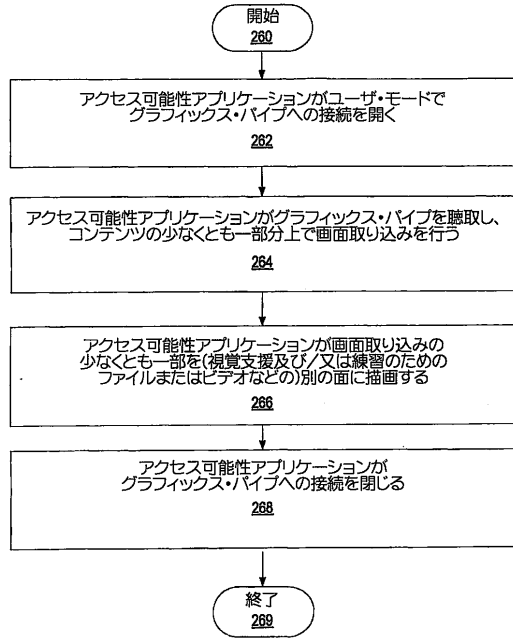 開始
260
アクセス可能性アプリケーションがユーザ・モードで
グラフィックス・パイプへの接続を開く
262
アクセス可能性アプリケーションがグラフィックス・パイプを聴取し、
コンテンツの少なくとも一部分上で画面取り込みを行う
264
アクセス可能性アプリケーションが画面取り込みの
少なくとも一部を(視覚支援及び/又は練習のための
ファイルまたはビデオなどの)別の面に描画する
266
アクセス可能性アプリケーションが
グラフィックス・パイプへの接続を閉じる
268
終了
269